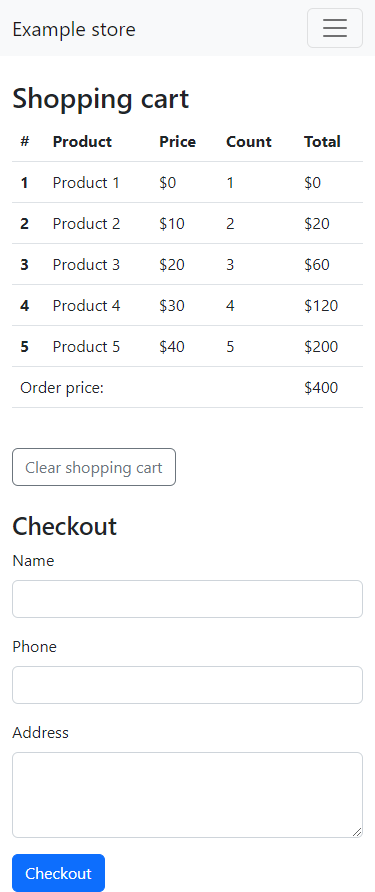 Example store
Shopping cart
# Product Price Count Total
1 Product 1 $0 1 $0
2 Product 2 $10 2 $20
3 Product 3 $20 3 $60
4 Product 4 $30 4 $120
5 Product 5 $40 5 $200
Order price: $400
Clear shopping cart
Checkout
Name
Phone
Address
Checkout